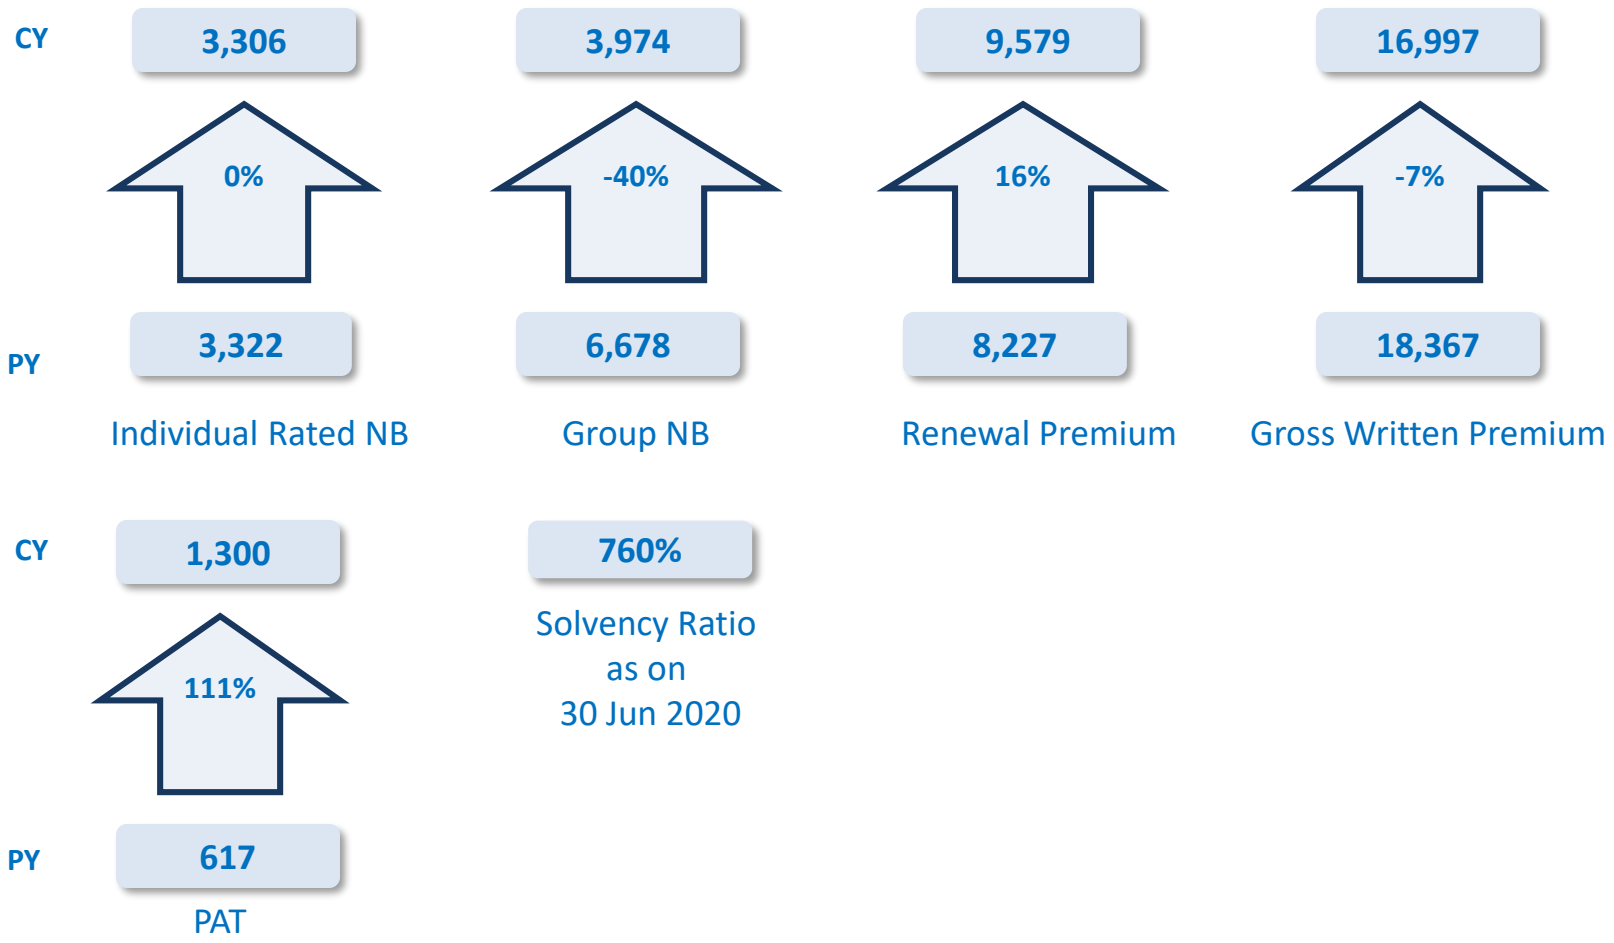 CY
3,306
3,974
9,579
16,997
0%
-40%
16%
-7%
PY
3,322
6,678
8,227
18,367
Individual Rated NB
Group NB
Renewal Premium
Gross Written Premium
CY
1,300
760%
Solvency Ratio
as on
30 Jun 2020
111%
PY
617
PAT